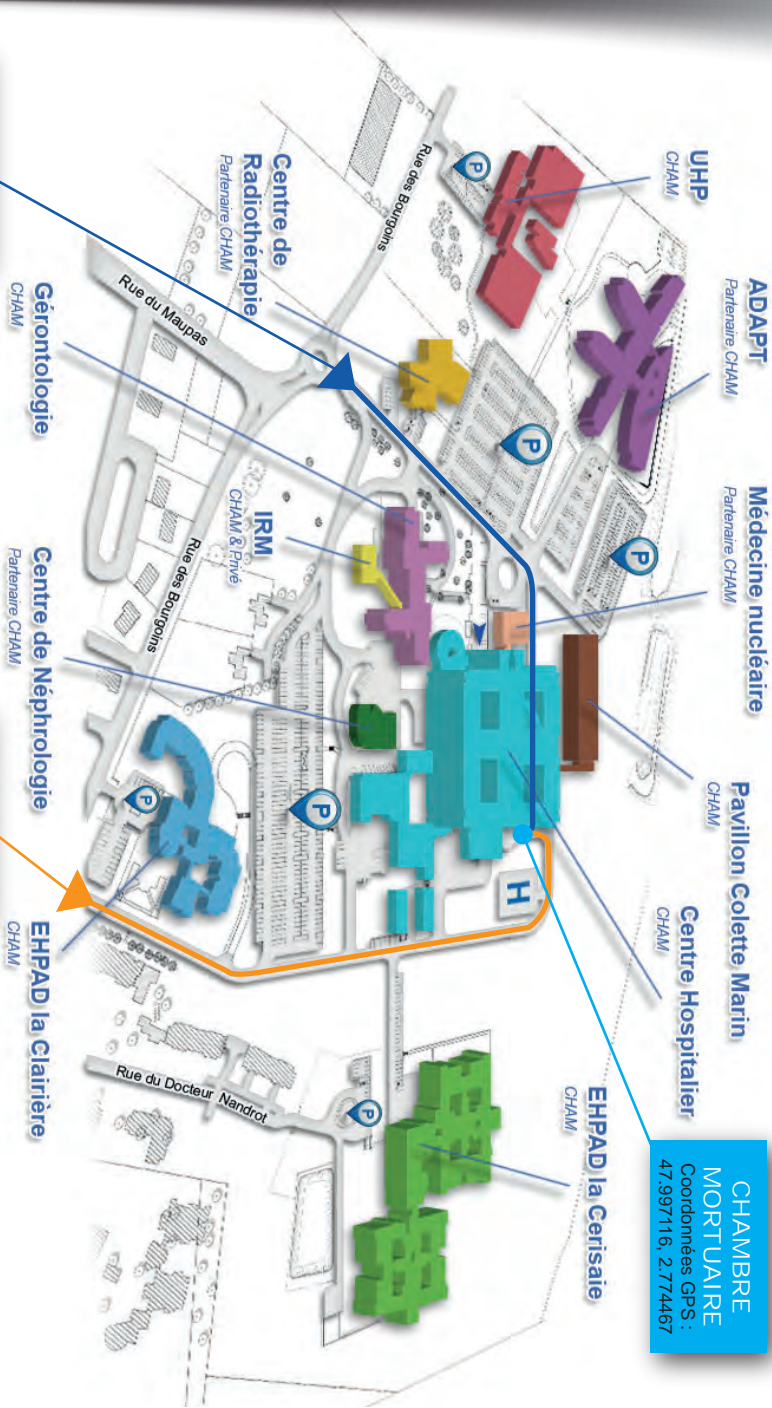 UHP
CHAM
ADAPT
Partenaire CHAM
Médecine nucléaire
Partenaire CHAM
Pavillon Colette Marin
CHAM
Centre Hospitalier
CHAM
EHPAD la Cerisaie
CHAM
CHAMBRE
MORTUAIRE
Coordonnées GPS :
47.997116, 2.774467
Rue des Bourgoins
P
P
P
H
P
P
P
Rue du Maupas
Rue des Bourgoins
Rue du Docteur Nandrot
Centre de
Radiothérapie
Partenaire CHAM
Gérontologie
CHAM
IRM
CHAM & Privé
Centre de Néphrologie
Partenaire CHAM
EHPAD la Clairière
CHAM